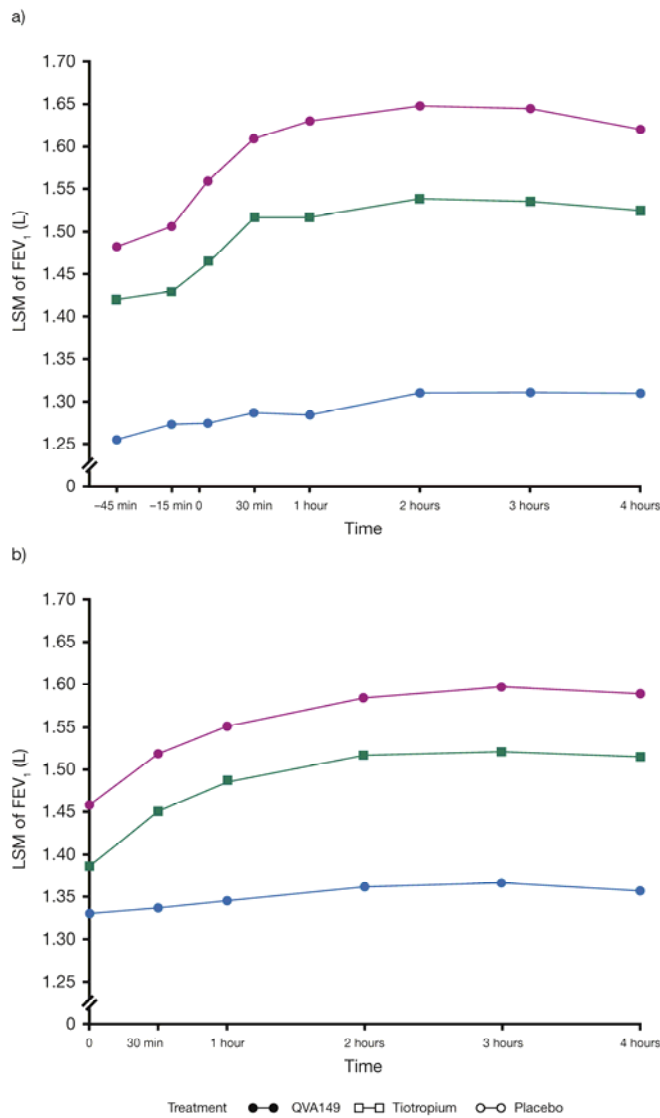 a)
1.70
1.65
1.60
1.55
1.50
1.45
1.40
1.35
1.30
1.25
0
LSM of FEV₁ (L)
−45 min −15 min 0 30 min 1 hour 2 hours 3 hours 4 hours
Time
b)
1.70
1.65
1.60
1.55
1.50
1.45
1.40
1.35
1.30
1.25
0
LSM of FEV₁ (L)
0 30 min 1 hour 2 hours 3 hours 4 hours
Time
Treatment QVA149 Tiotropium Placebo